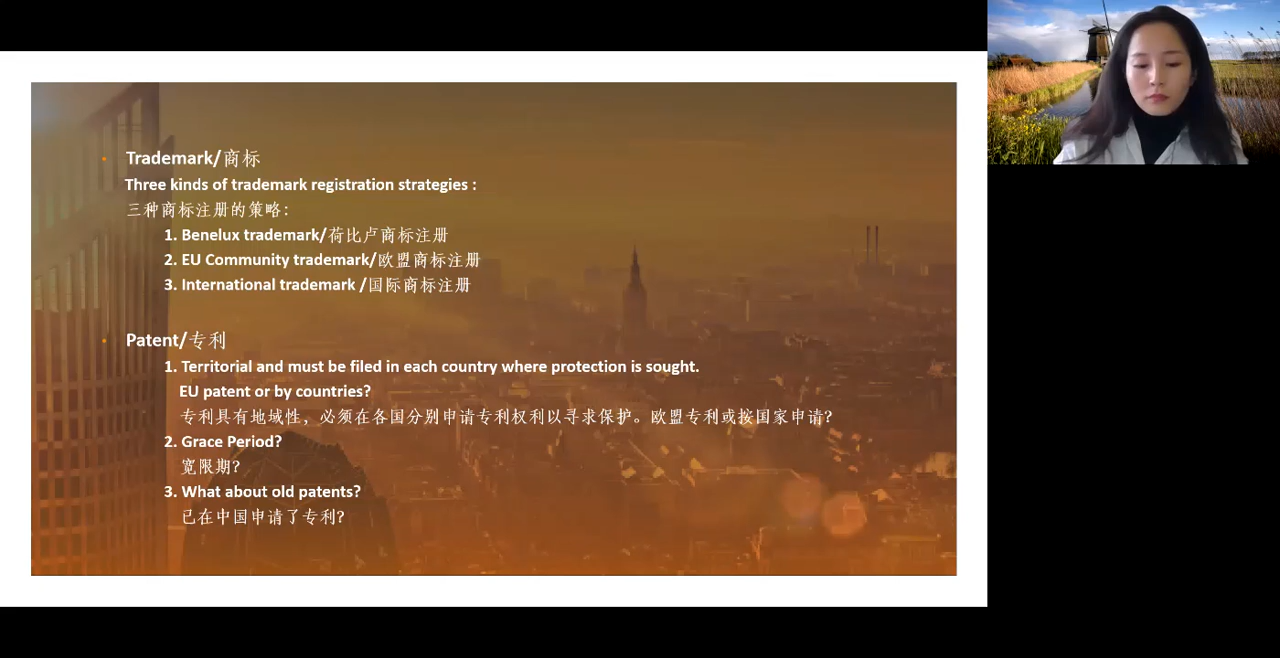 Trademark/商标
Three kinds of trademark registration strategies :
三种商标注册的策略：
1. Benelux trademark/荷比卢商标注册
2. EU Community trademark/欧盟商标注册
3. International trademark /国际商标注册
Patent/专利
1. Territorial and must be filed in each country where protection is sought.
EU patent or by countries?
专利具有地域性，必须在各国分别申请专利权利以寻求保护。欧盟专利或按国家申请?
2. Grace Period?
宽限期?
3. What about old patents?
已在中国申请了专利?